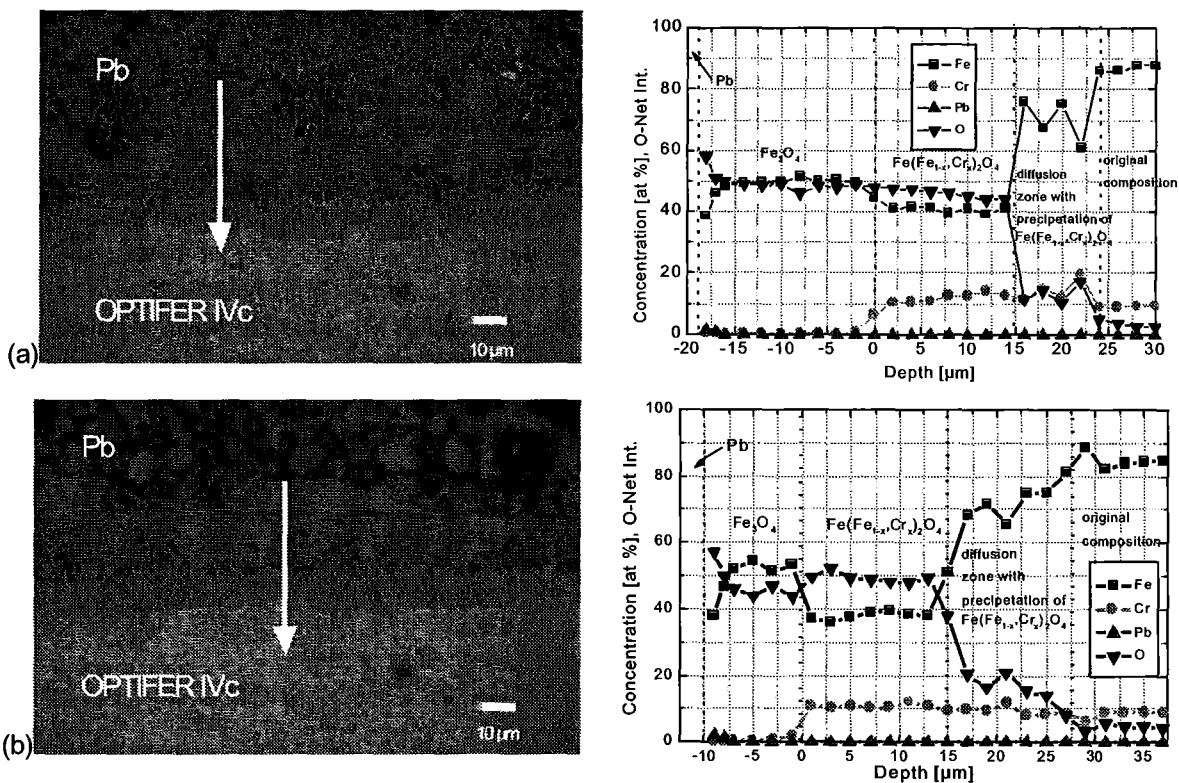 Pb
OPTIFER IVc
10 µm
(a)
100
80
60
40
20
0
Concentration [at %], O-Net Int.
Pb
Fe
Cr
Pb
O
Fe3O4
Fe(Fe1-x,Crx)2O4
diffusion
zone with
precipetation of
Fe(Fe1-x,Crx)2O4
original
composition
-20 -15 -10 -5 0 5 10 15 20 25 30
Depth [µm]
Pb
OPTIFER IVc
10 µm
(b)
100
80
60
40
20
0
Concentration [at %], O-Net Int.
Pb
Fe3O4
Fe(Fe1-x,Crx)2O4
diffusion
zone with
precipetation of
Fe(Fe1-x,Crx)2O4
original
composition
Fe
Cr
Pb
O
-10 -5 0 5 10 15 20 25 30 35
Depth [µm]